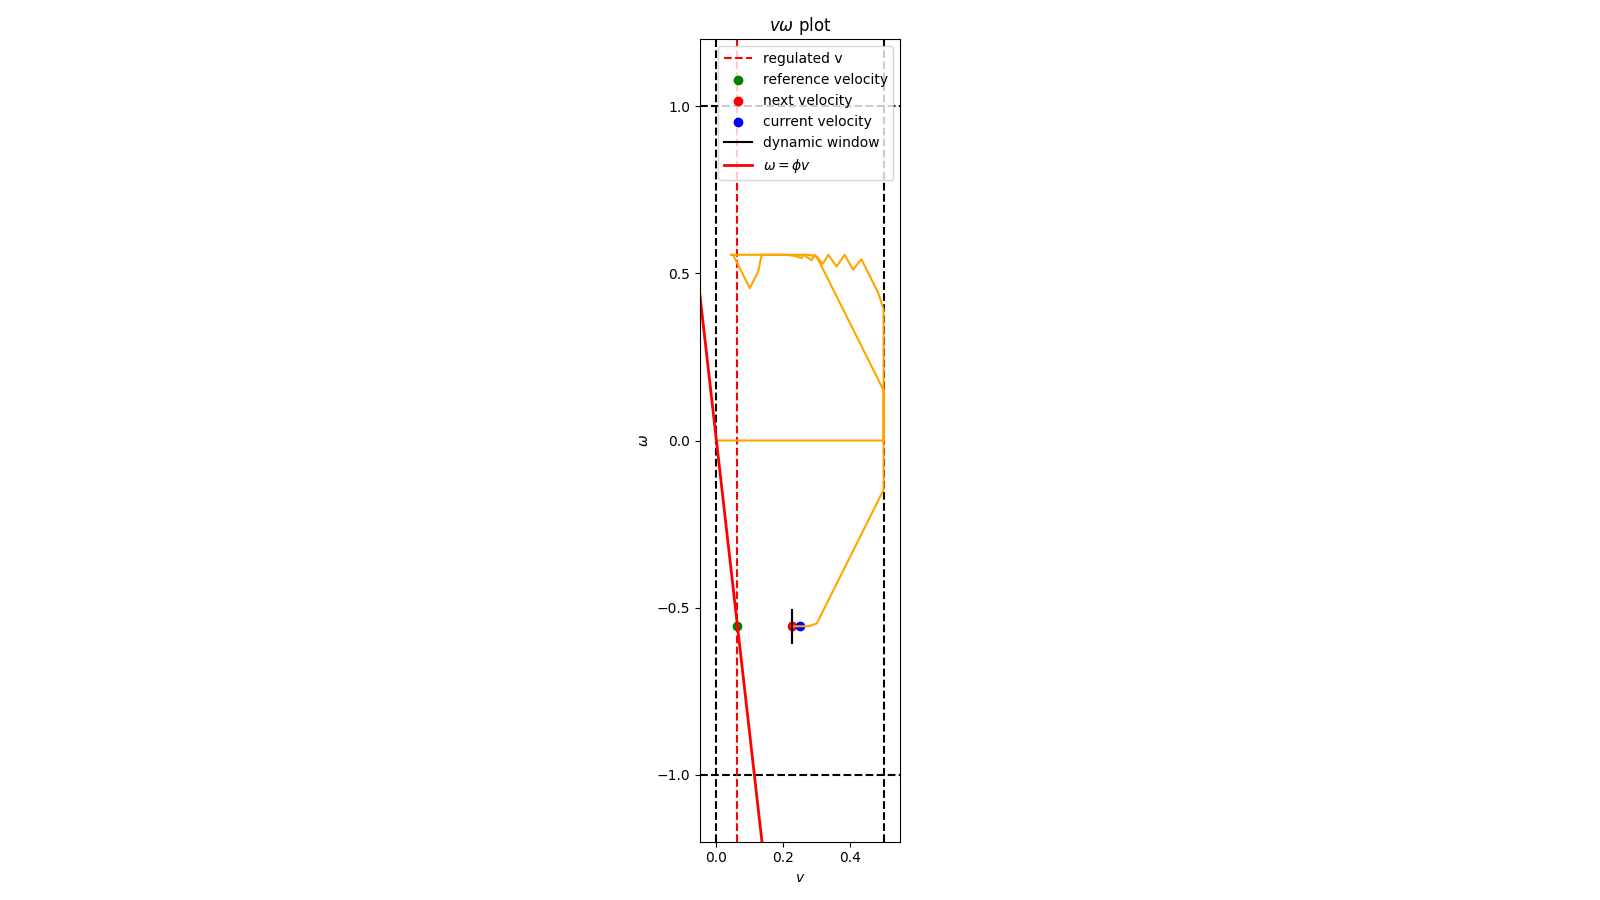 vω plot
regulated v
reference velocity
next velocity
current velocity
dynamic window
ω = ϕv
1.0
0.5
0.0
−0.5
−1.0
ω
0.0 0.2 0.4
v